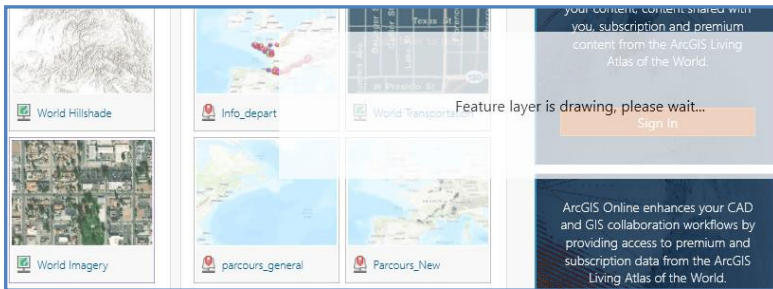 your content, content shared with
you, subscription and premium
content from the ArcGIS Living
Atlas of the World.
Texas St
World Hillshade
Info_depart
World Transportation
Feature layer is drawing, please wait...
Sign In
World Imagery
parcours_general
Parcours_New
ArcGIS Online enhances your CAD
and GIS collaboration workflows by
providing access to premium and
subscription data from the ArcGIS
Living Atlas of the World.